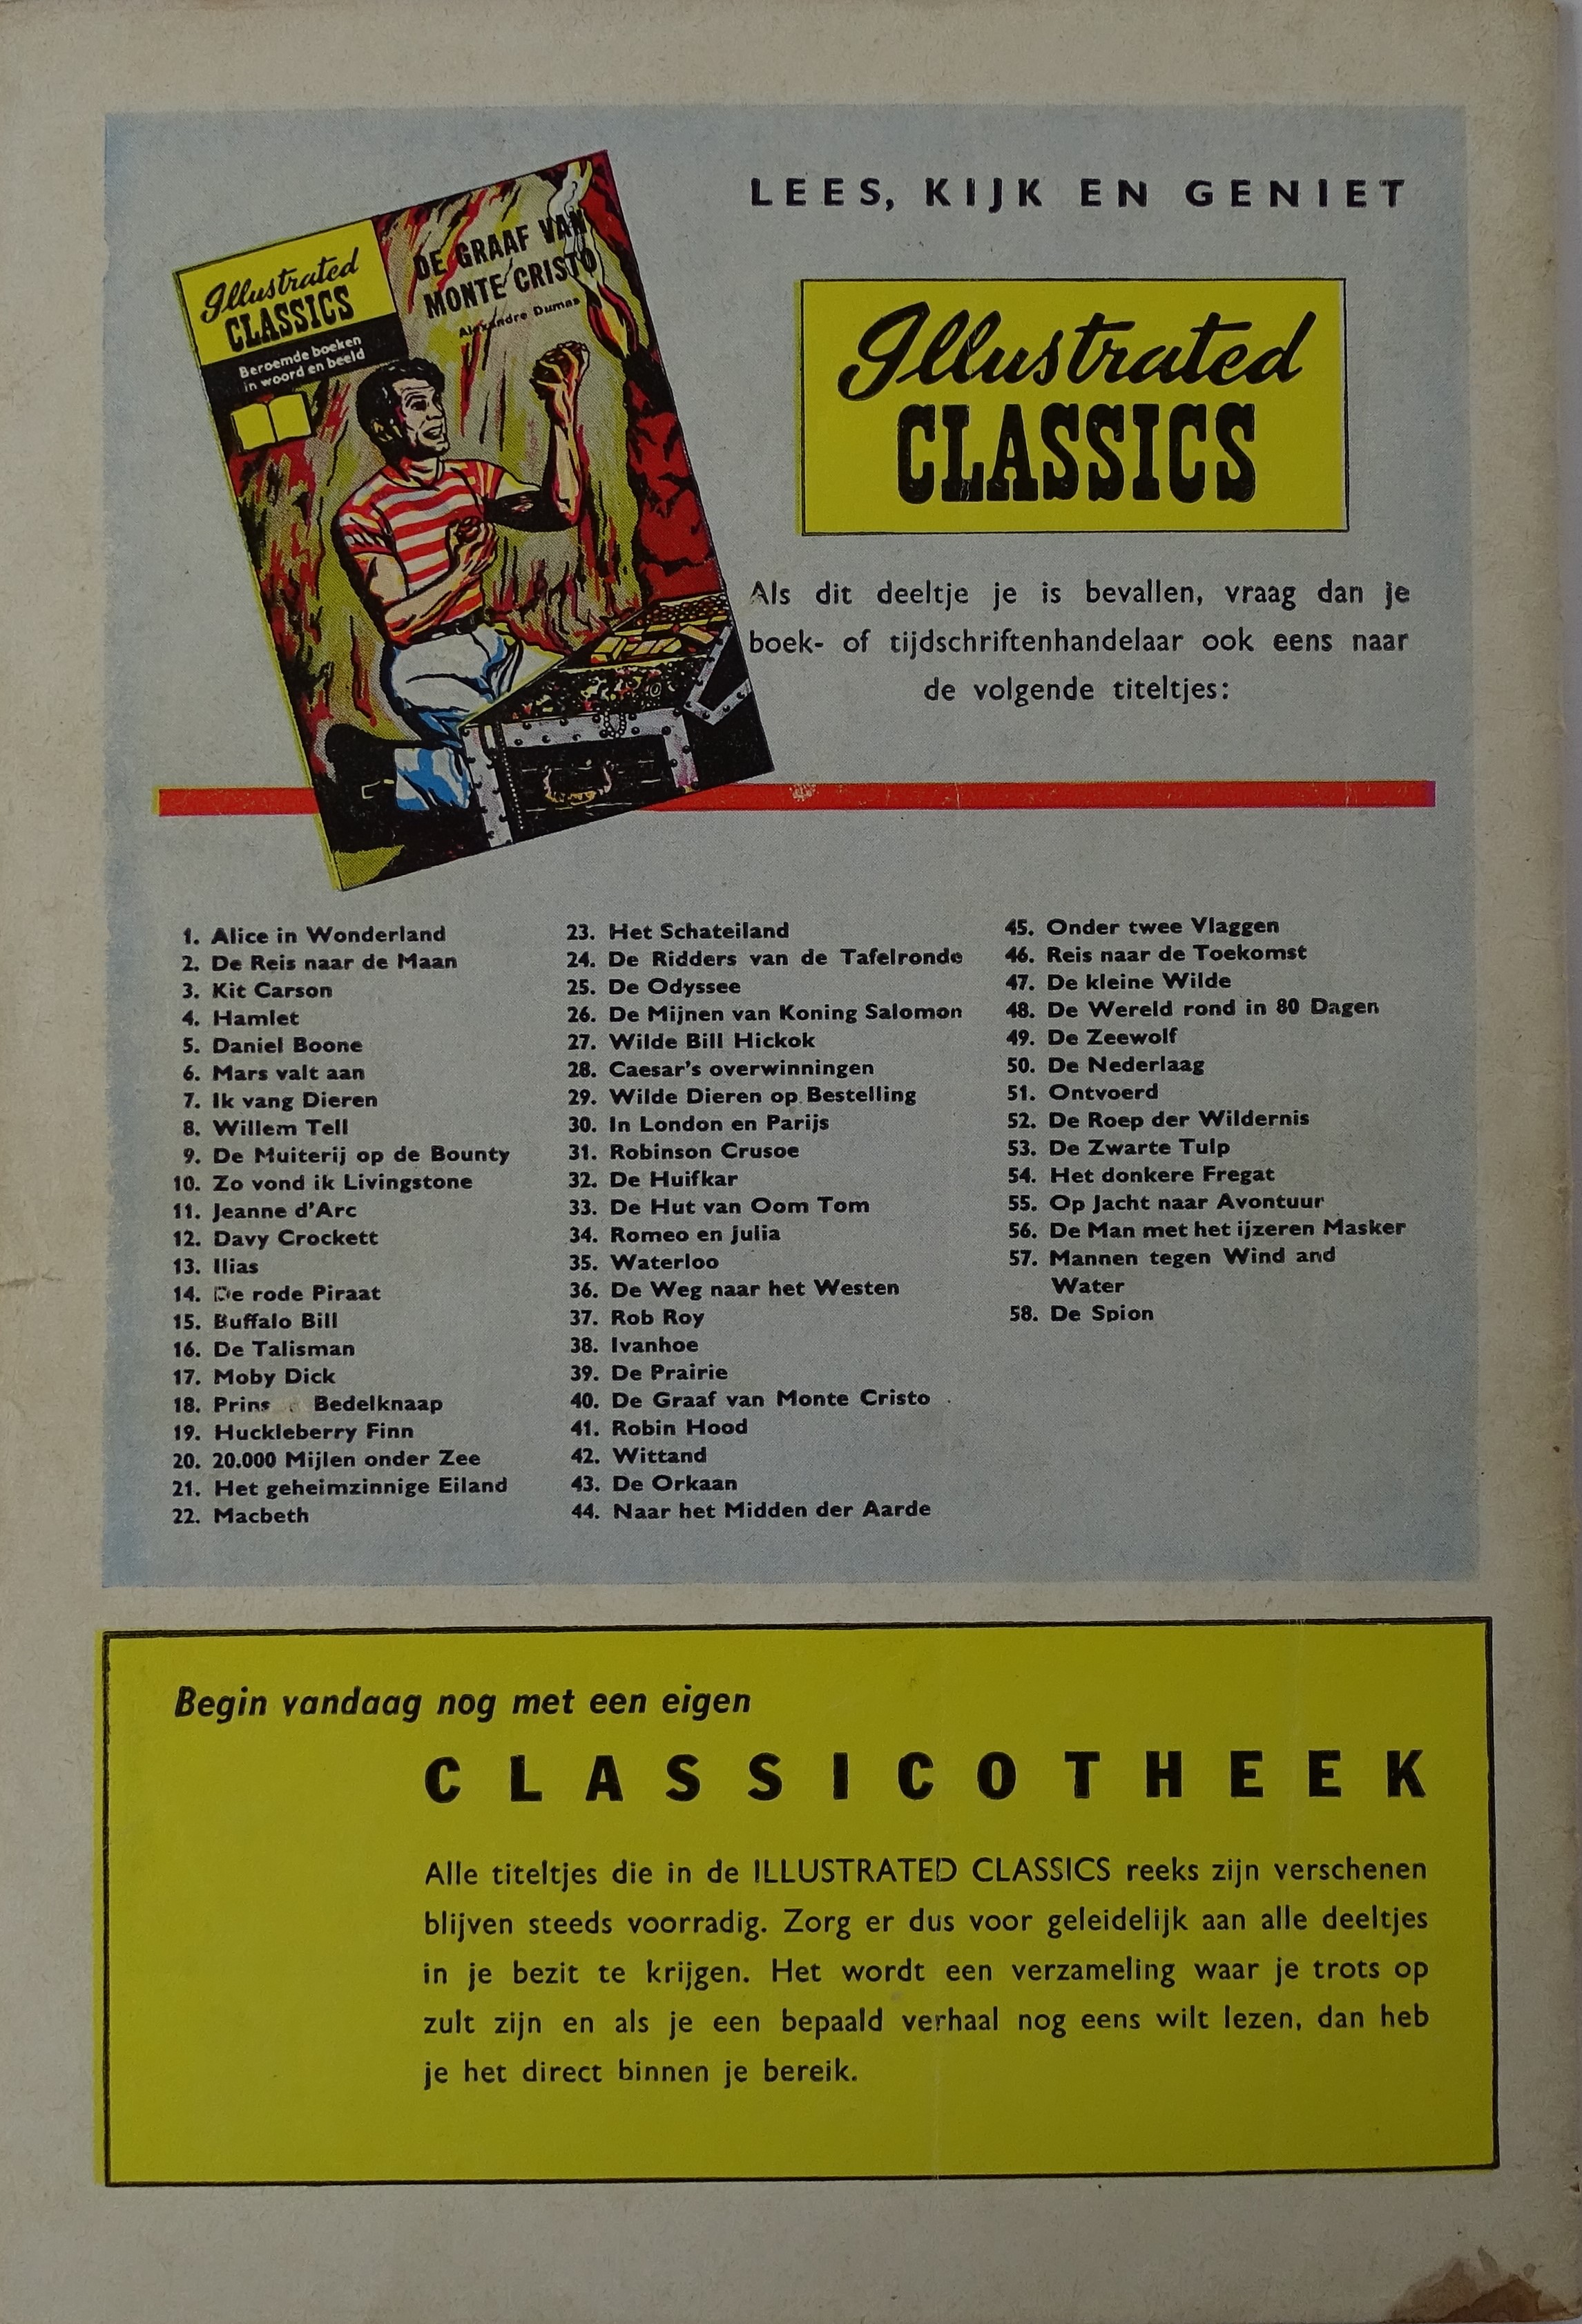 LEES, KIJK EN GENIET
Illustrated
CLASSICS
Beroemde boeken
in woord en beeld
DE GRAAF VAN
MONTE CRISTO
Alexandre Dumas
Illustrated
CLASSICS
Als dit deeltje je is bevallen, vraag dan je
boek- of tijdschriftenhandelaar ook eens naar
de volgende titeltjes:
1. Alice in Wonderland
2. De Reis naar de Maan
3. Kit Carson
4. Hamlet
5. Daniel Boone
6. Mars valt aan
7. Ik vang Dieren
8. Willem Tell
9. De Muiterij op de Bounty
10. Zo vond ik Livingstone
11. Jeanne d'Arc
12. Davy Crockett
13. Ilias
14. De rode Piraat
15. Buffalo Bill
16. De Talisman
17. Moby Dick
18. Prins Bedelknaap
19. Huckleberry Finn
20. 20.000 Mijlen onder Zee
21. Het geheimzinnige Eiland
22. Macbeth
23. Het Schateiland
24. De Ridders van de Tafelronde
25. De Odyssee
26. De Mijnen van Koning Salomon
27. Wilde Bill Hickok
28. Caesar's overwinningen
29. Wilde Dieren op Bestelling
30. In London en Parijs
31. Robinson Crusoe
32. De Huifkar
33. De Hut van Oom Tom
34. Romeo en Julia
35. Waterloo
36. De Weg naar het Westen
37. Rob Roy
38. Ivanhoe
39. De Prairie
40. De Graaf van Monte Cristo
41. Robin Hood
42. Wittand
43. De Orkaan
44. Naar het Midden der Aarde
45. Onder twee Vlaggen
46. Reis naar de Toekomst
47. De kleine Wilde
48. De Wereld rond in 80 Dagen
49. De Zeewolf
50. De Nederlaag
51. Ontvoerd
52. De Roep der Wildernis
53. De Zwarte Tulp
54. Het donkere Fregat
55. Op Jacht naar Avontuur
56. De Man met het ijzeren Masker
57. Mannen tegen Wind and
Water
58. De Spion
Begin vandaag nog met een eigen
CLASSICOTHEEK
Alle titeltjes die in de ILLUSTRATED CLASSICS reeks zijn verschenen
blijven steeds voorradig. Zorg er dus voor geleidelijk aan alle deeltjes
in je bezit te krijgen. Het wordt een verzameling waar je trots op
zult zijn en als je een bepaald verhaal nog eens wilt lezen, dan heb
je het direct binnen je bereik.